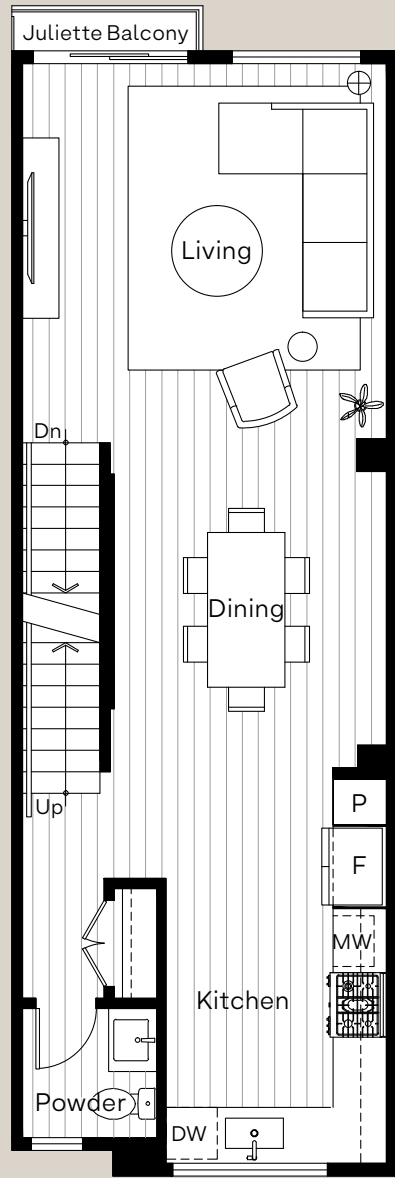 Juliette Balcony
Living
Dn
Dining
Up
P
F
MW
Kitchen
Powder
DW